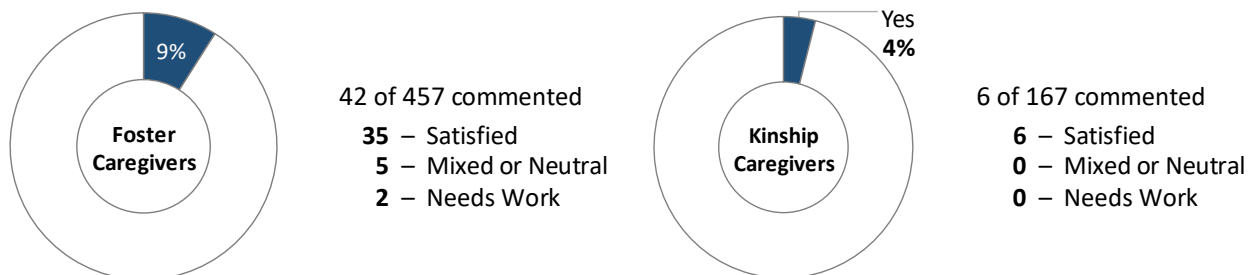 9%
Foster
Caregivers
42 of 457 commented
35 – Satisfied
5 – Mixed or Neutral
2 – Needs Work
Yes
4%
Kinship
Caregivers
6 of 167 commented
6 – Satisfied
0 – Mixed or Neutral
0 – Needs Work